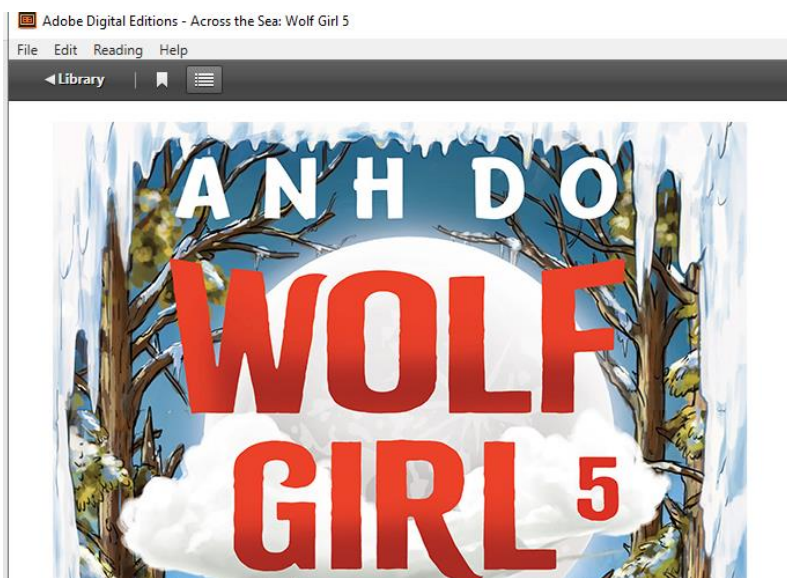 Adobe Digital Editions - Across the Sea: Wolf Girl 5
File Edit Reading Help
◄Library
ANH DO
WOLF
GIRL 5